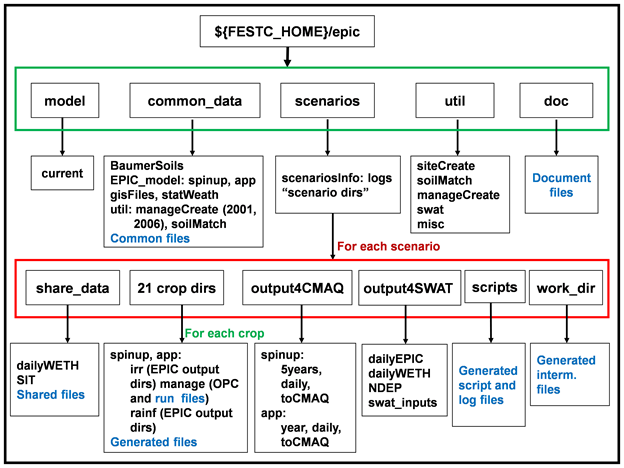 ${FESTC_HOME}/epic
model
common_data
scenarios
util
doc
current
BaumerSoils
EPIC_model: spinup, app
gisFiles, statWeath
util: manageCreate (2001,
2006), soilMatch
Common files
scenariosInfo: logs
“scenario dirs”
siteCreate
soilMatch
manageCreate
swat
misc
Document
files
For each scenario
share_data
21 crop dirs
output4CMAQ
output4SWAT
scripts
work_dir
For each crop
dailyWETH
SIT
Shared files
spinup, app:
irr (EPIC output
dirs) manage (OPC
and run files)
rainf (EPIC output
dirs)
Generated files
spinup:
5years,
daily,
toCMAQ
app:
year, daily,
toCMAQ
dailyEPIC
dailyWETH
NDEP
swat_inputs
Generated
script and
log files
Generated
interm.
files